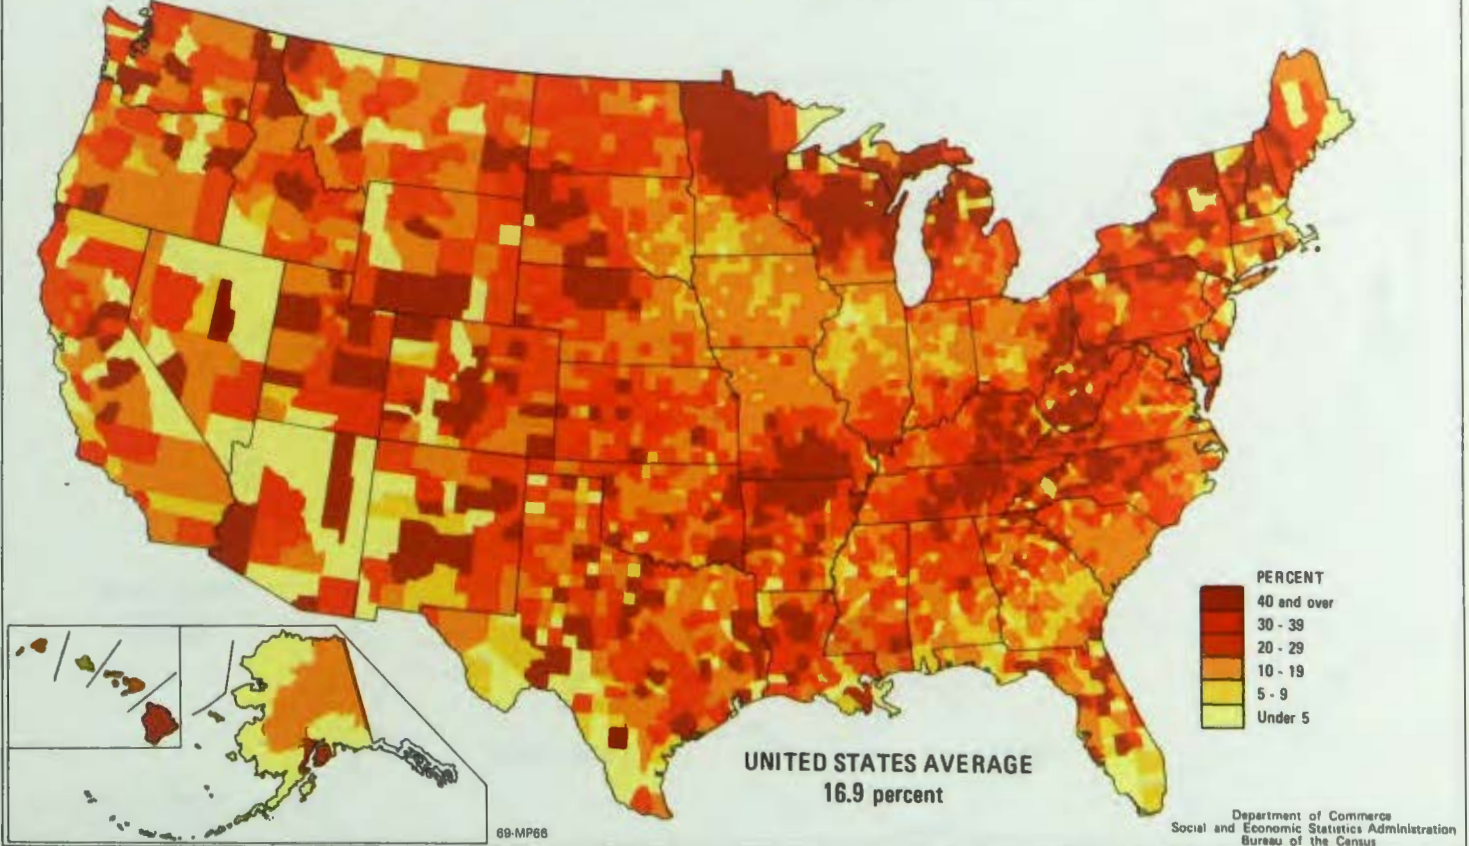 PERCENT
40 and over
30 - 39
20 - 29
10 - 19
5 - 9
Under 5
UNITED STATES AVERAGE
16.9 percent
69-MP66
Department of Commerce
Social and Economic Statistics Administration
Bureau of the Census